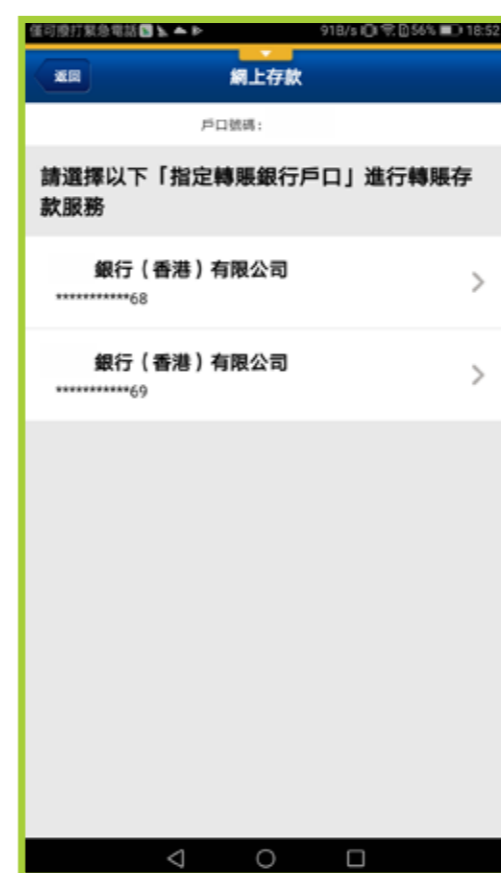 僅可撥打緊急電話 91B/s 56% 18:52
返回 網上存款
戶口號碼：
請選擇以下「指定轉賬銀行戶口」進行轉賬存
款服務
銀行（香港）有限公司
***********68
銀行（香港）有限公司
***********69